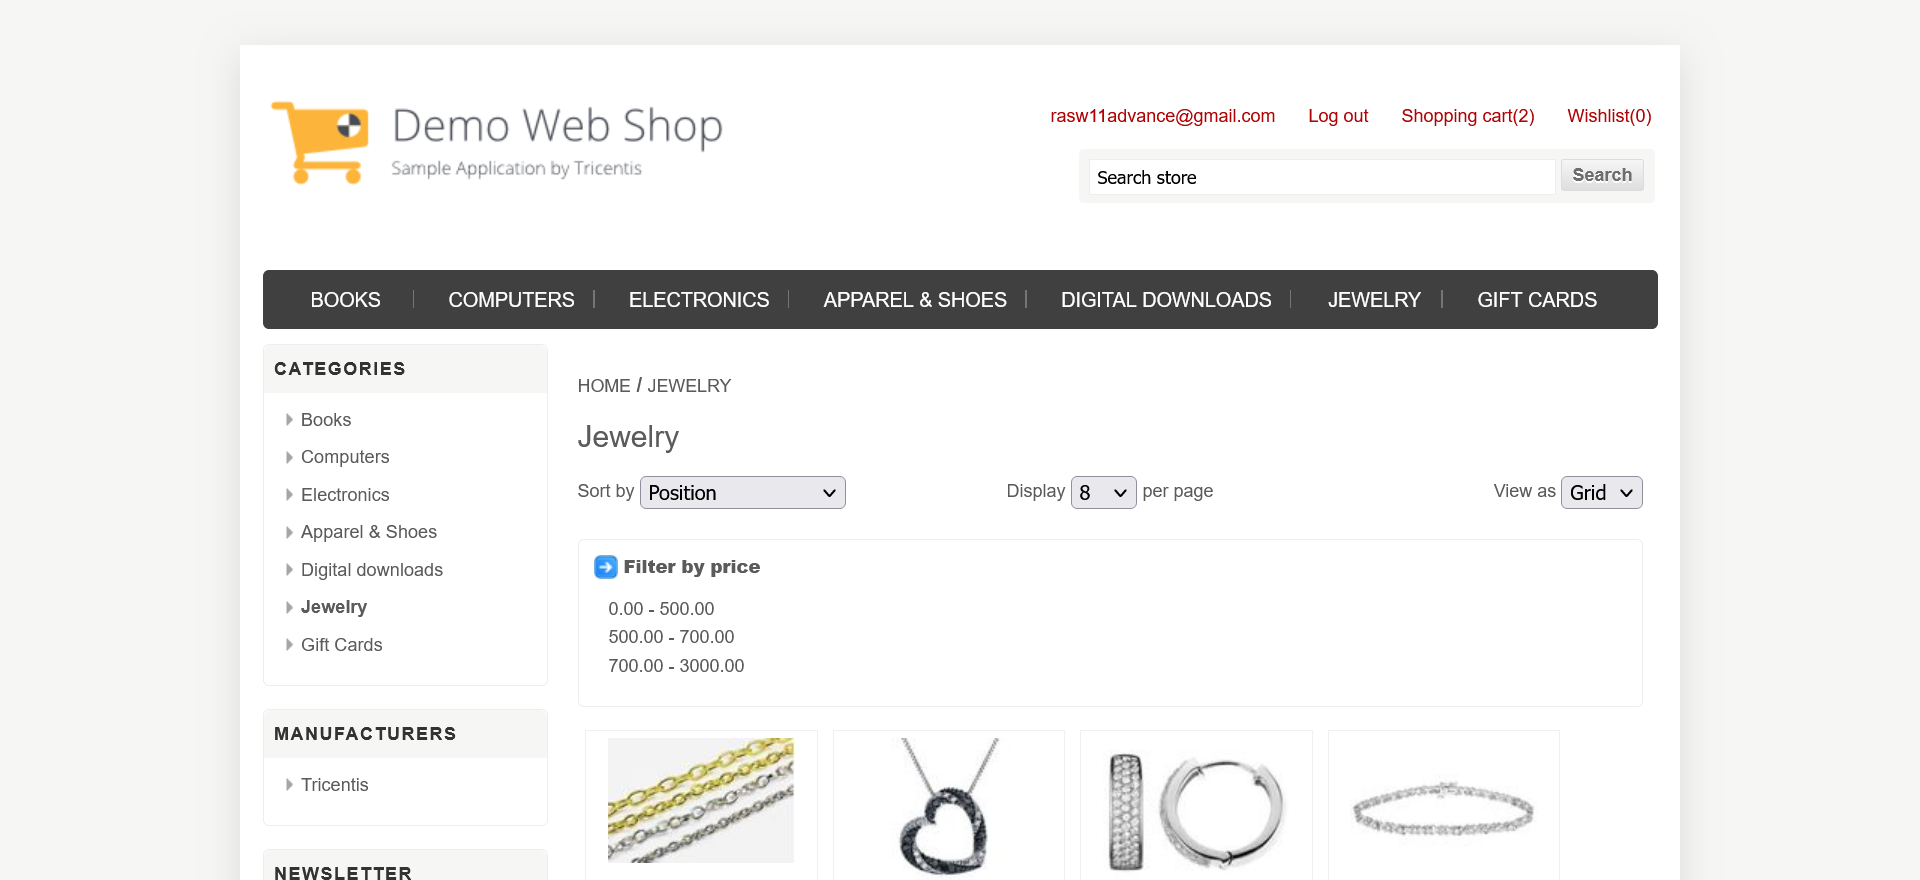 Demo Web Shop
Sample Application by Tricentis
rasw11advance@gmail.com Log out Shopping cart(2) Wishlist(0)
Search store Search
BOOKS COMPUTERS ELECTRONICS APPAREL & SHOES DIGITAL DOWNLOADS JEWELRY GIFT CARDS
CATEGORIES
Books
Computers
Electronics
Apparel & Shoes
Digital downloads
Jewelry
Gift Cards
MANUFACTURERS
Tricentis
NEWSLETTER
HOME / JEWELRY
Jewelry
Sort by Position Display 8 per page View as Grid
Filter by price
0.00 - 500.00
500.00 - 700.00
700.00 - 3000.00